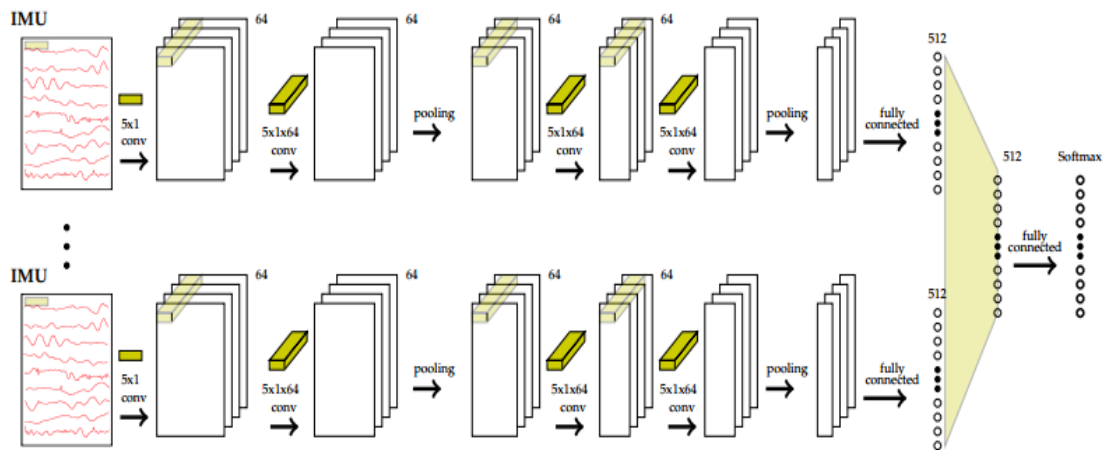 IMU
64
64
64
64
5x1
conv
5x1x64
conv
pooling
5x1x64
conv
5x1x64
conv
pooling
fully
connected
512
512
Softmax
fully
connected
IMU
64
64
64
64
5x1
conv
5x1x64
conv
pooling
5x1x64
conv
5x1x64
conv
pooling
fully
connected
512